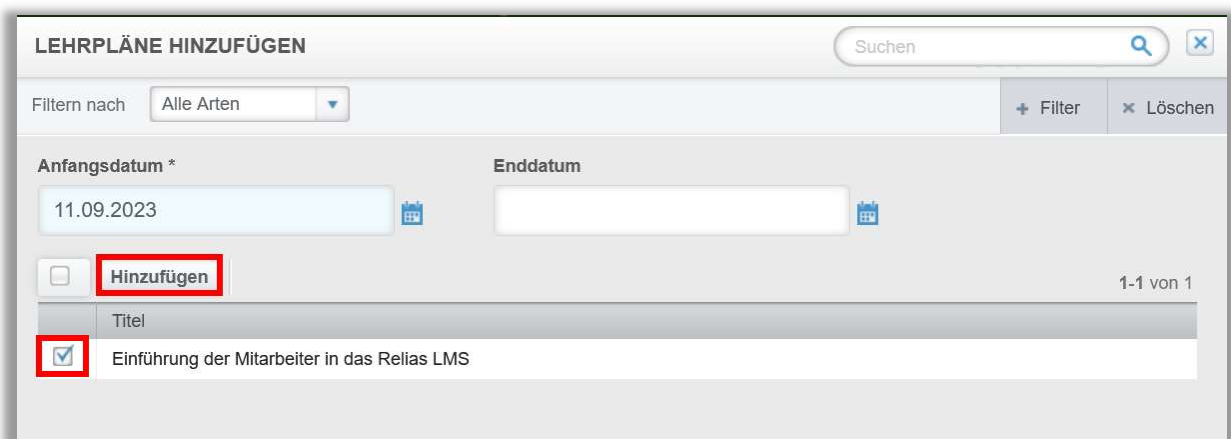 LEHRPLÄNE HINZUFÜGEN
Suchen
Filtern nach
Alle Arten
Filter
Löschen
Anfangsdatum *
Enddatum
11.09.2023
Hinzufügen
1-1 von 1
Titel
Einführung der Mitarbeiter in das Relias LMS